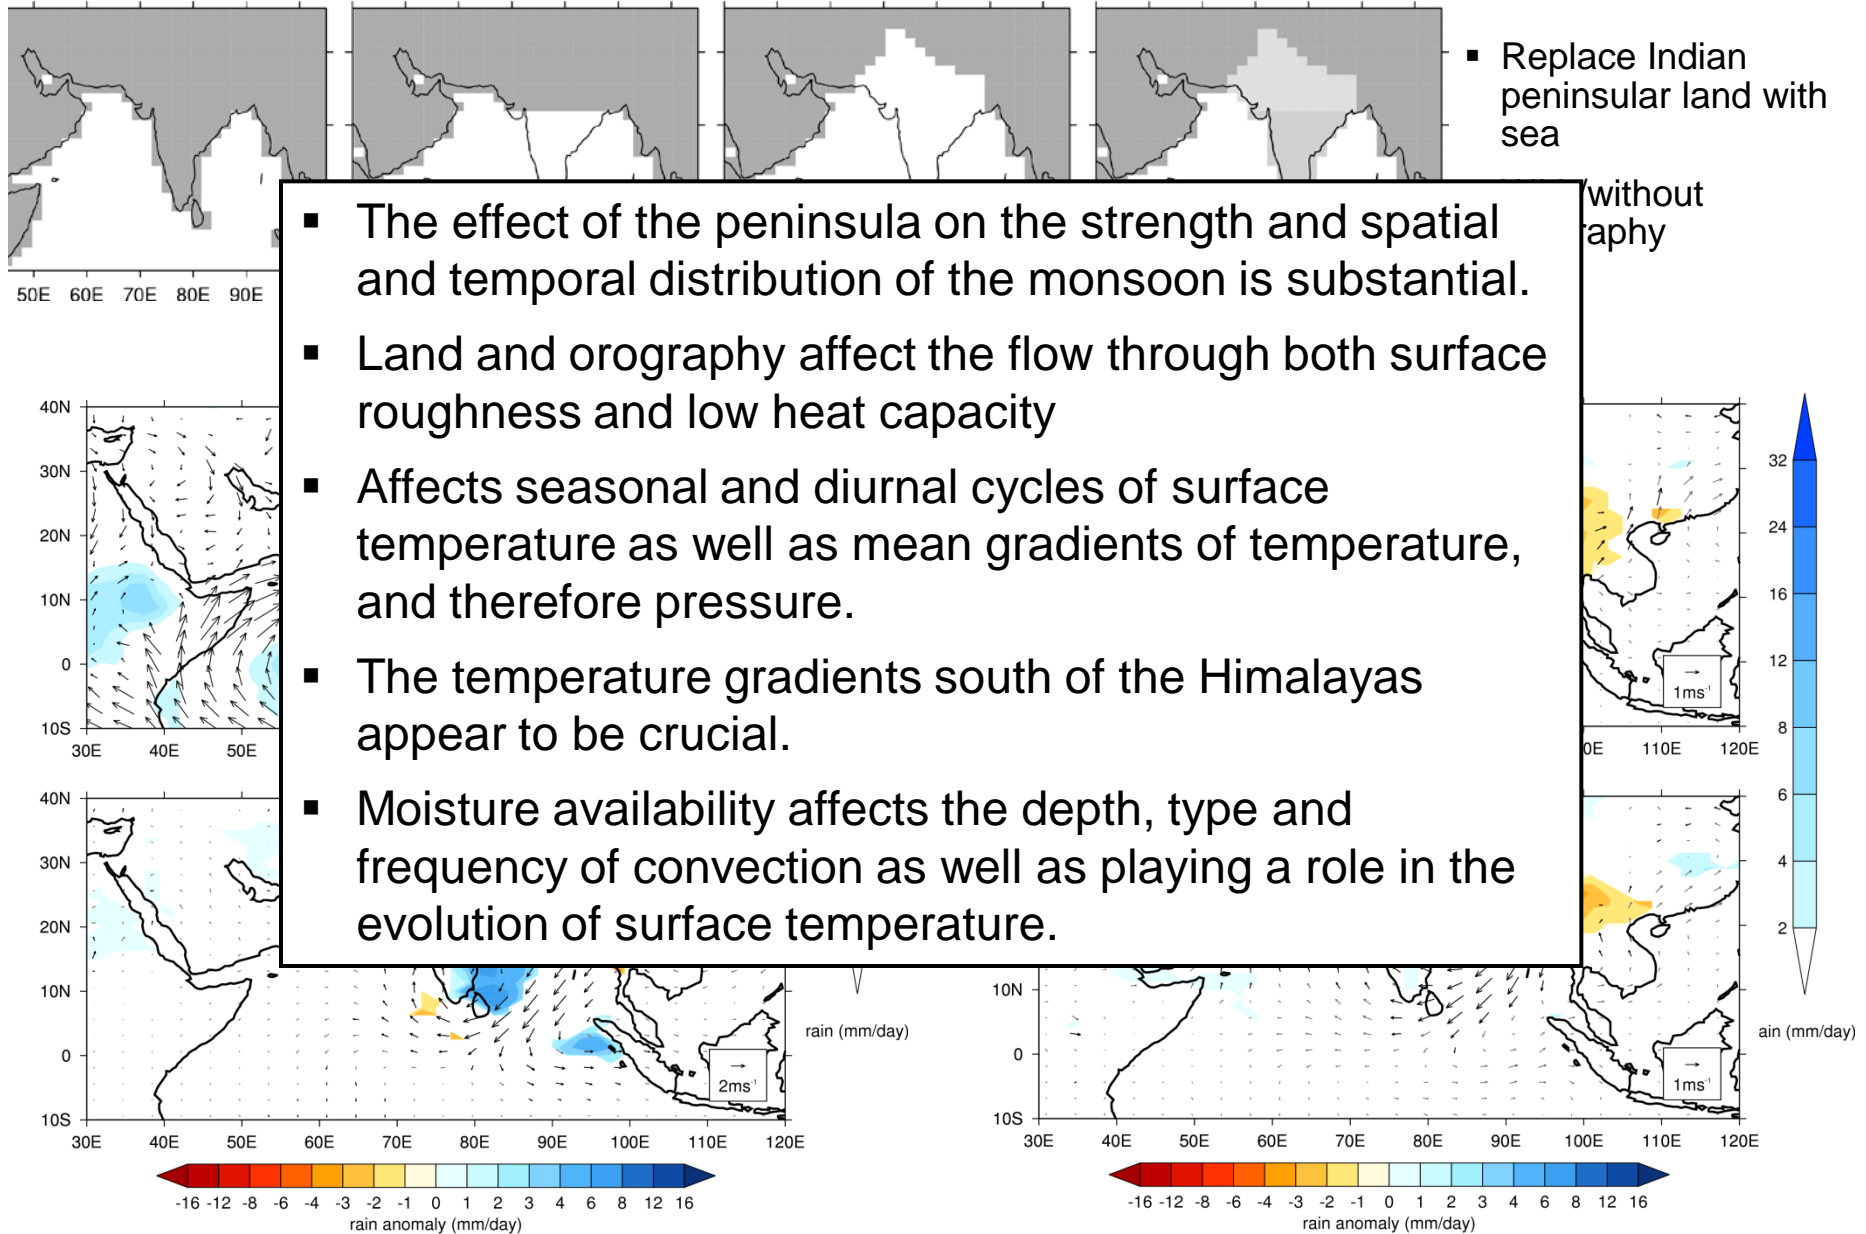 ▪ Replace Indian
peninsular land with
sea
/without
50E 60E 70E 80E 90E
▪ The effect of the peninsula on the strength and spatial
and temporal distribution of the monsoon is substantial.
▪ Land and orography affect the flow through both surface
roughness and low heat capacity
▪ Affects seasonal and diurnal cycles of surface
temperature as well as mean gradients of temperature,
and therefore pressure.
▪ The temperature gradients south of the Himalayas
appear to be crucial.
▪ Moisture availability affects the depth, type and
frequency of convection as well as playing a role in the
evolution of surface temperature.
40N
30N
20N
10N
0
10S
30E 40E 50E
1ms⁻¹
110E 120E
32
24
16
12
8
6
4
2
40N
30N
20N
10N
0
10S
30E 40E 50E 60E 70E 80E 90E 100E 110E 120E
2ms⁻¹
rain (mm/day)
-16 -12 -8 -6 -4 -3 -2 -1 0 1 2 3 4 6 8 12 16
rain anomaly (mm/day)
10N
0
10S
30E 40E 50E 60E 70E 80E 90E 100E 110E 120E
1ms⁻¹
(mm/day)
-16 -12 -8 -6 -4 -3 -2 -1 0 1 2 3 4 6 8 12 16
rain anomaly (mm/day)